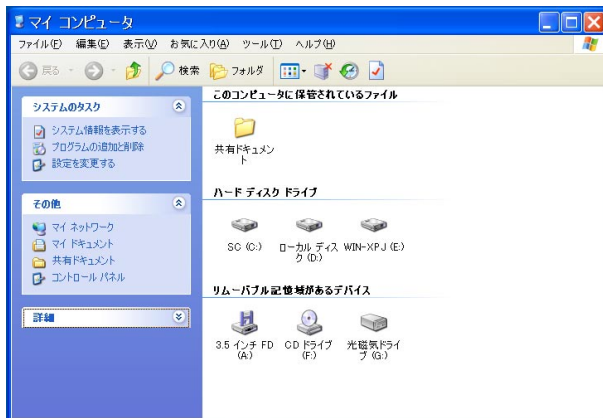 マイ コンピュータ
ファイル(F) 編集(E) 表示(V) お気に入り(A) ツール(T) ヘルプ(H)
戻る 検索 フォルダ
システムのタスク
システム情報を表示する
プログラムの追加と削除
設定を変更する
その他
マイ ネットワーク
マイ ドキュメント
共有ドキュメント
コントロール パネル
詳細
このコンピュータに保管されているファイル
共有ドキュメン
ト
ハード ディスク ドライブ
SC (C:) ローカル ディス WIN-XPJ (E:)
ク (D:)
リムーバブル記憶域があるデバイス
3.5 インチ FD CD ドライブ 光磁気ドライ
(A:) (F:) ブ (G:)